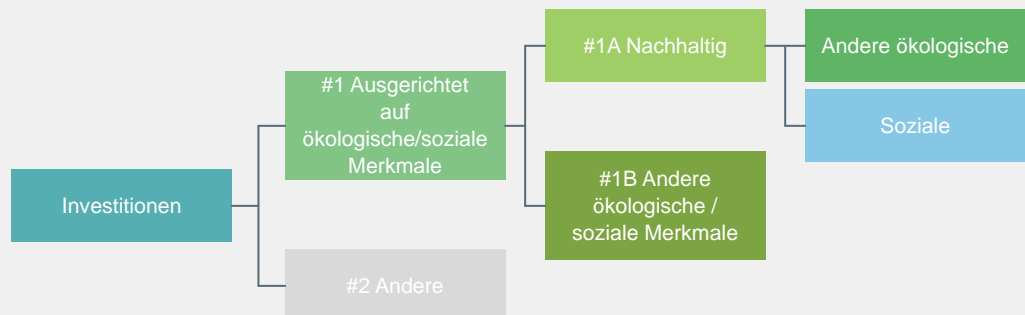 Investitionen
#1 Ausgerichtet
auf
ökologische/soziale
Merkmale
#2 Andere
#1A Nachhaltig
#1B Andere
ökologische /
soziale Merkmale
Andere ökologische
Soziale